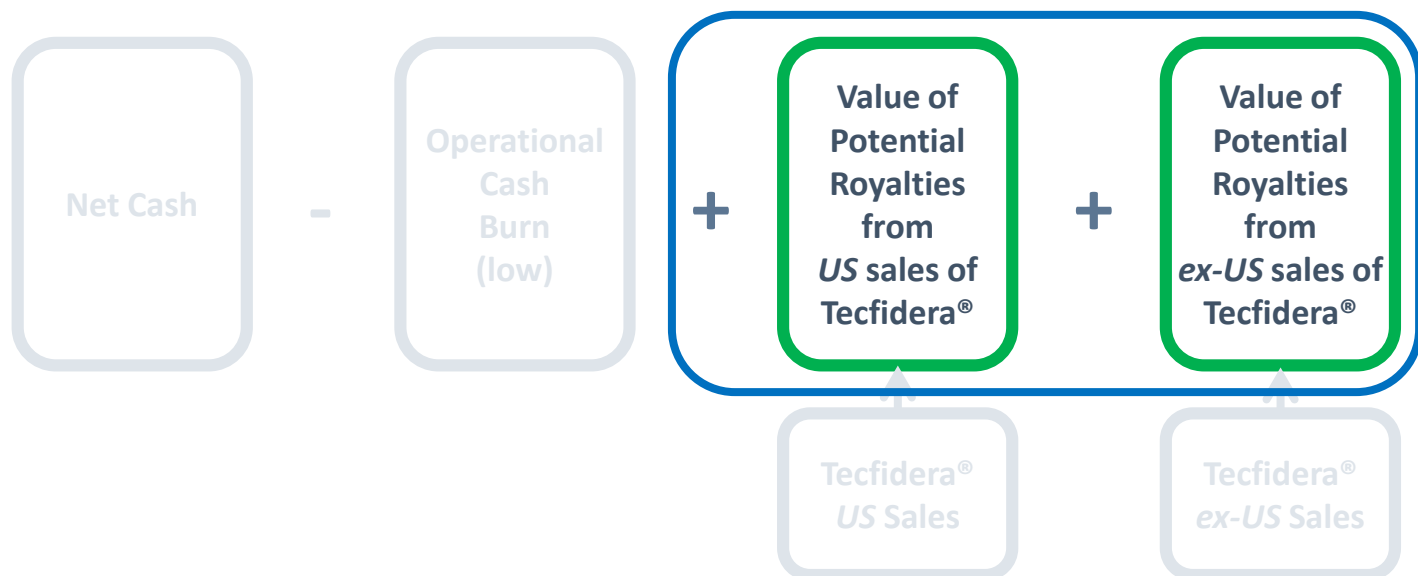 Net Cash
-
Operational
Cash
Burn
(low)
+
Value of
Potential
Royalties
from
US sales of
Tecfidera®
+
Value of
Potential
Royalties
from
ex-US sales of
Tecfidera®
Tecfidera®
US Sales
Tecfidera®
ex-US Sales